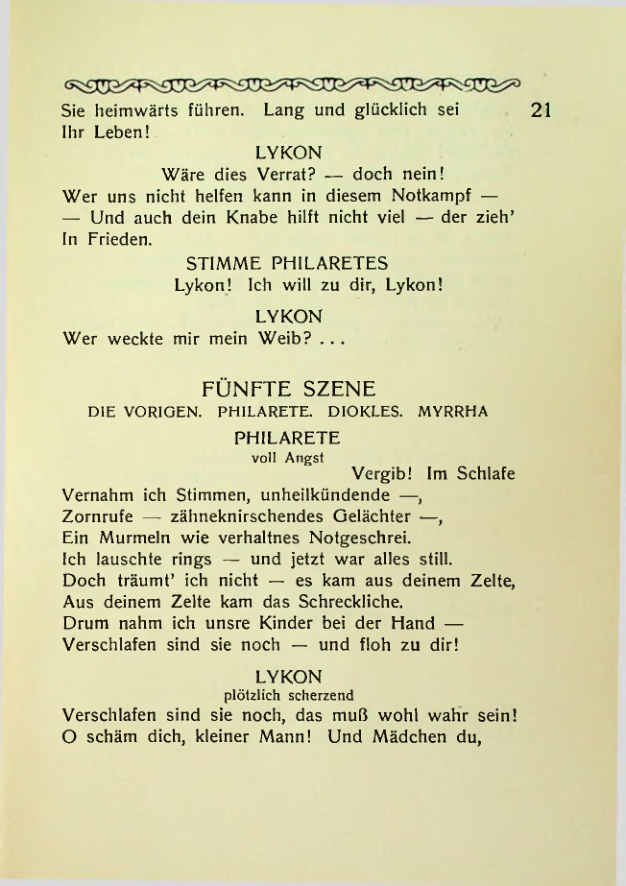 Sie heimwärts führen. Lang und glücklich sei 21
Ihr Leben!
LYKON
Wäre dies Verrat? — doch nein!
Wer uns nicht helfen kann in diesem Notkampf —
— Und auch dein Knabe hilft nicht viel — der zieh’
In Frieden.
STIMME PHILARETES
Lykon! Ich will zu dir, Lykon!
LYKON
Wer weckte mir mein Weib? ...
FÜNFTE SZENE
DIE VORIGEN. PHILARETE. DIOKLES. MYRRHA
PHILARETE
voll Angst
Vergib! Im Schlafe
Vernahm ich Stimmen, unheilkündende —,
Zornrufe — zähneknirschendes Gelächter —,
Ein Murmeln wie verhaltnes Notgeschrei.
Ich lauschte rings — und jetzt war alles still.
Doch träumt’ ich nicht — es kam aus deinem Zelte,
Aus deinem Zelte kam das Schreckliche.
Drum nahm ich unsre Kinder bei der Hand —
Verschlafen sind sie noch — und floh zu dir!
LYKON
plötzlich scherzend
Verschlafen sind sie noch, das muß wohl wahr sein!
O schäm dich, kleiner Mann! Und Mädchen du,